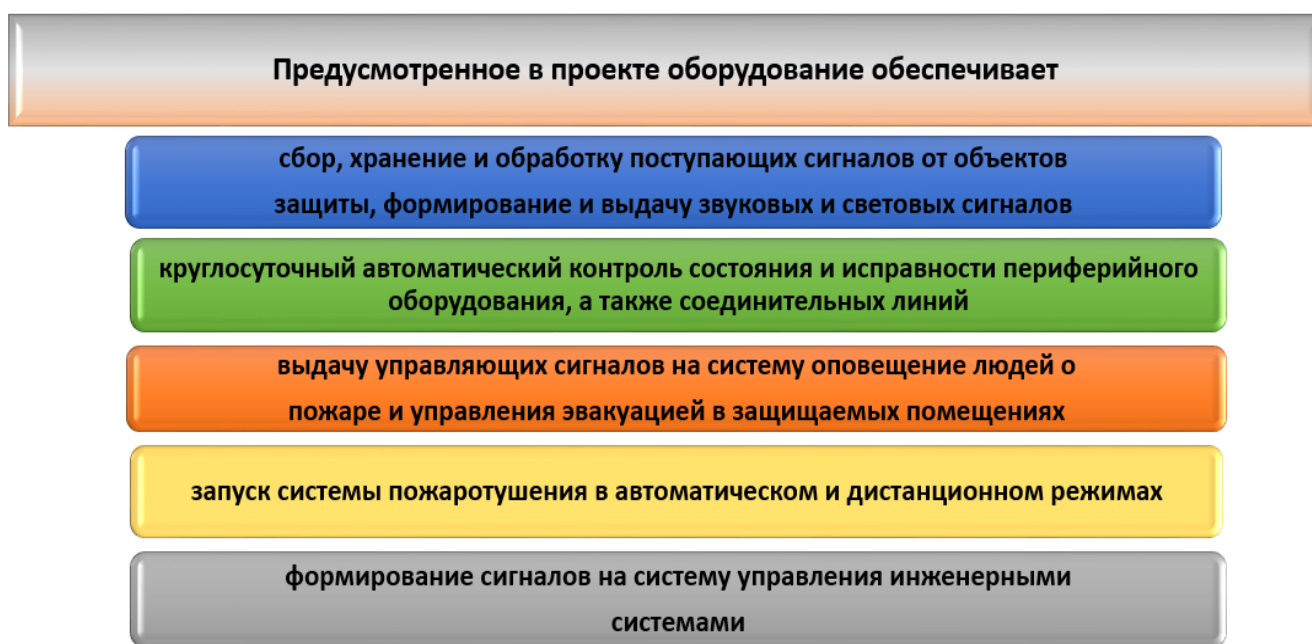 Предусмотренное в проекте оборудование обеспечивает
сбор, хранение и обработку поступающих сигналов от объектов
защиты, формирование и выдачу звуковых и световых сигналов
круглосуточный автоматический контроль состояния и исправности периферийного
оборудования, а также соединительных линий
выдачу управляющих сигналов на систему оповещение людей о
пожаре и управления эвакуацией в защищаемых помещениях
запуск системы пожаротушения в автоматическом и дистанционном режимах
формирование сигналов на систему управления инженерными
системами